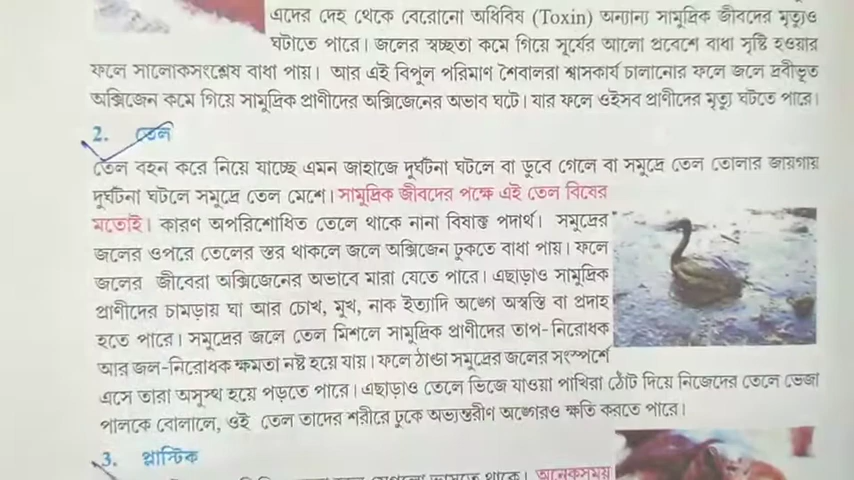 এদের দেহ থেকে বেরোনো অধিবিষ (Toxin) অন্যান্য সামুদ্রিক জীবদের মৃত্যুও
ঘটাতে পারে। জলের স্বচ্ছতা কমে গিয়ে সূর্যের আলো প্রবেশে বাধা সৃষ্টি হওয়ার
ফলে সালোকসংশ্লেষ বাধা পায়। আর এই বিপুল পরিমাণ শৈবালরা শ্বাসকার্য চালানোর ফলে জলে দ্রবীভূত
অক্সিজেন কমে গিয়ে সামুদ্রিক প্রাণীদের অক্সিজেনের অভাব ঘটে। যার ফলে ওইসব প্রাণীদের মৃত্যু ঘটতে পারে।
2. তেল
তেল বহন করে নিয়ে যাচ্ছে এমন জাহাজে দুর্ঘটনা ঘটলে বা ডুবে গেলে বা সমুদ্রে তেল তোলার জায়গায়
দুর্ঘটনা ঘটলে সমুদ্রে তেল মেশে। সামুদ্রিক জীবদের পক্ষে এই তেল বিষের
মতোই। কারণ অপরিশোধিত তেলে থাকে নানা বিষাক্ত পদার্থ। সমুদ্রের
জলের ওপরে তেলের স্তর থাকলে জলে অক্সিজেন ঢুকতে বাধা পায়। ফলে
জলের জীবেরা অক্সিজেনের অভাবে মারা যেতে পারে। এছাড়াও সামুদ্রিক
প্রাণীদের চামড়ায় ঘা আর চোখ, মুখ, নাক ইত্যাদি অঙ্গে অস্বস্তি বা প্রদাহ
হতে পারে। সমুদ্রের জলে তেল মিশলে সামুদ্রিক প্রাণীদের তাপ-নিরোধক
আর জল-নিরোধক ক্ষমতা নষ্ট হয়ে যায়। ফলে ঠাণ্ডা সমুদ্রের জলের সংস্পর্শে
এসে তারা অসুস্থ হয়ে পড়তে পারে। এছাড়াও তেলে ভিজে যাওয়া পাখিরা ঠোঁট দিয়ে নিজেদের তেলে ভেজা
পালকে বোলালে, ওই তেল তাদের শরীরে ঢুকে অভ্যন্তরীণ অঙ্গেরও ক্ষতি করতে পারে।
3. প্লাস্টিক
থাকে। অনেকসময়